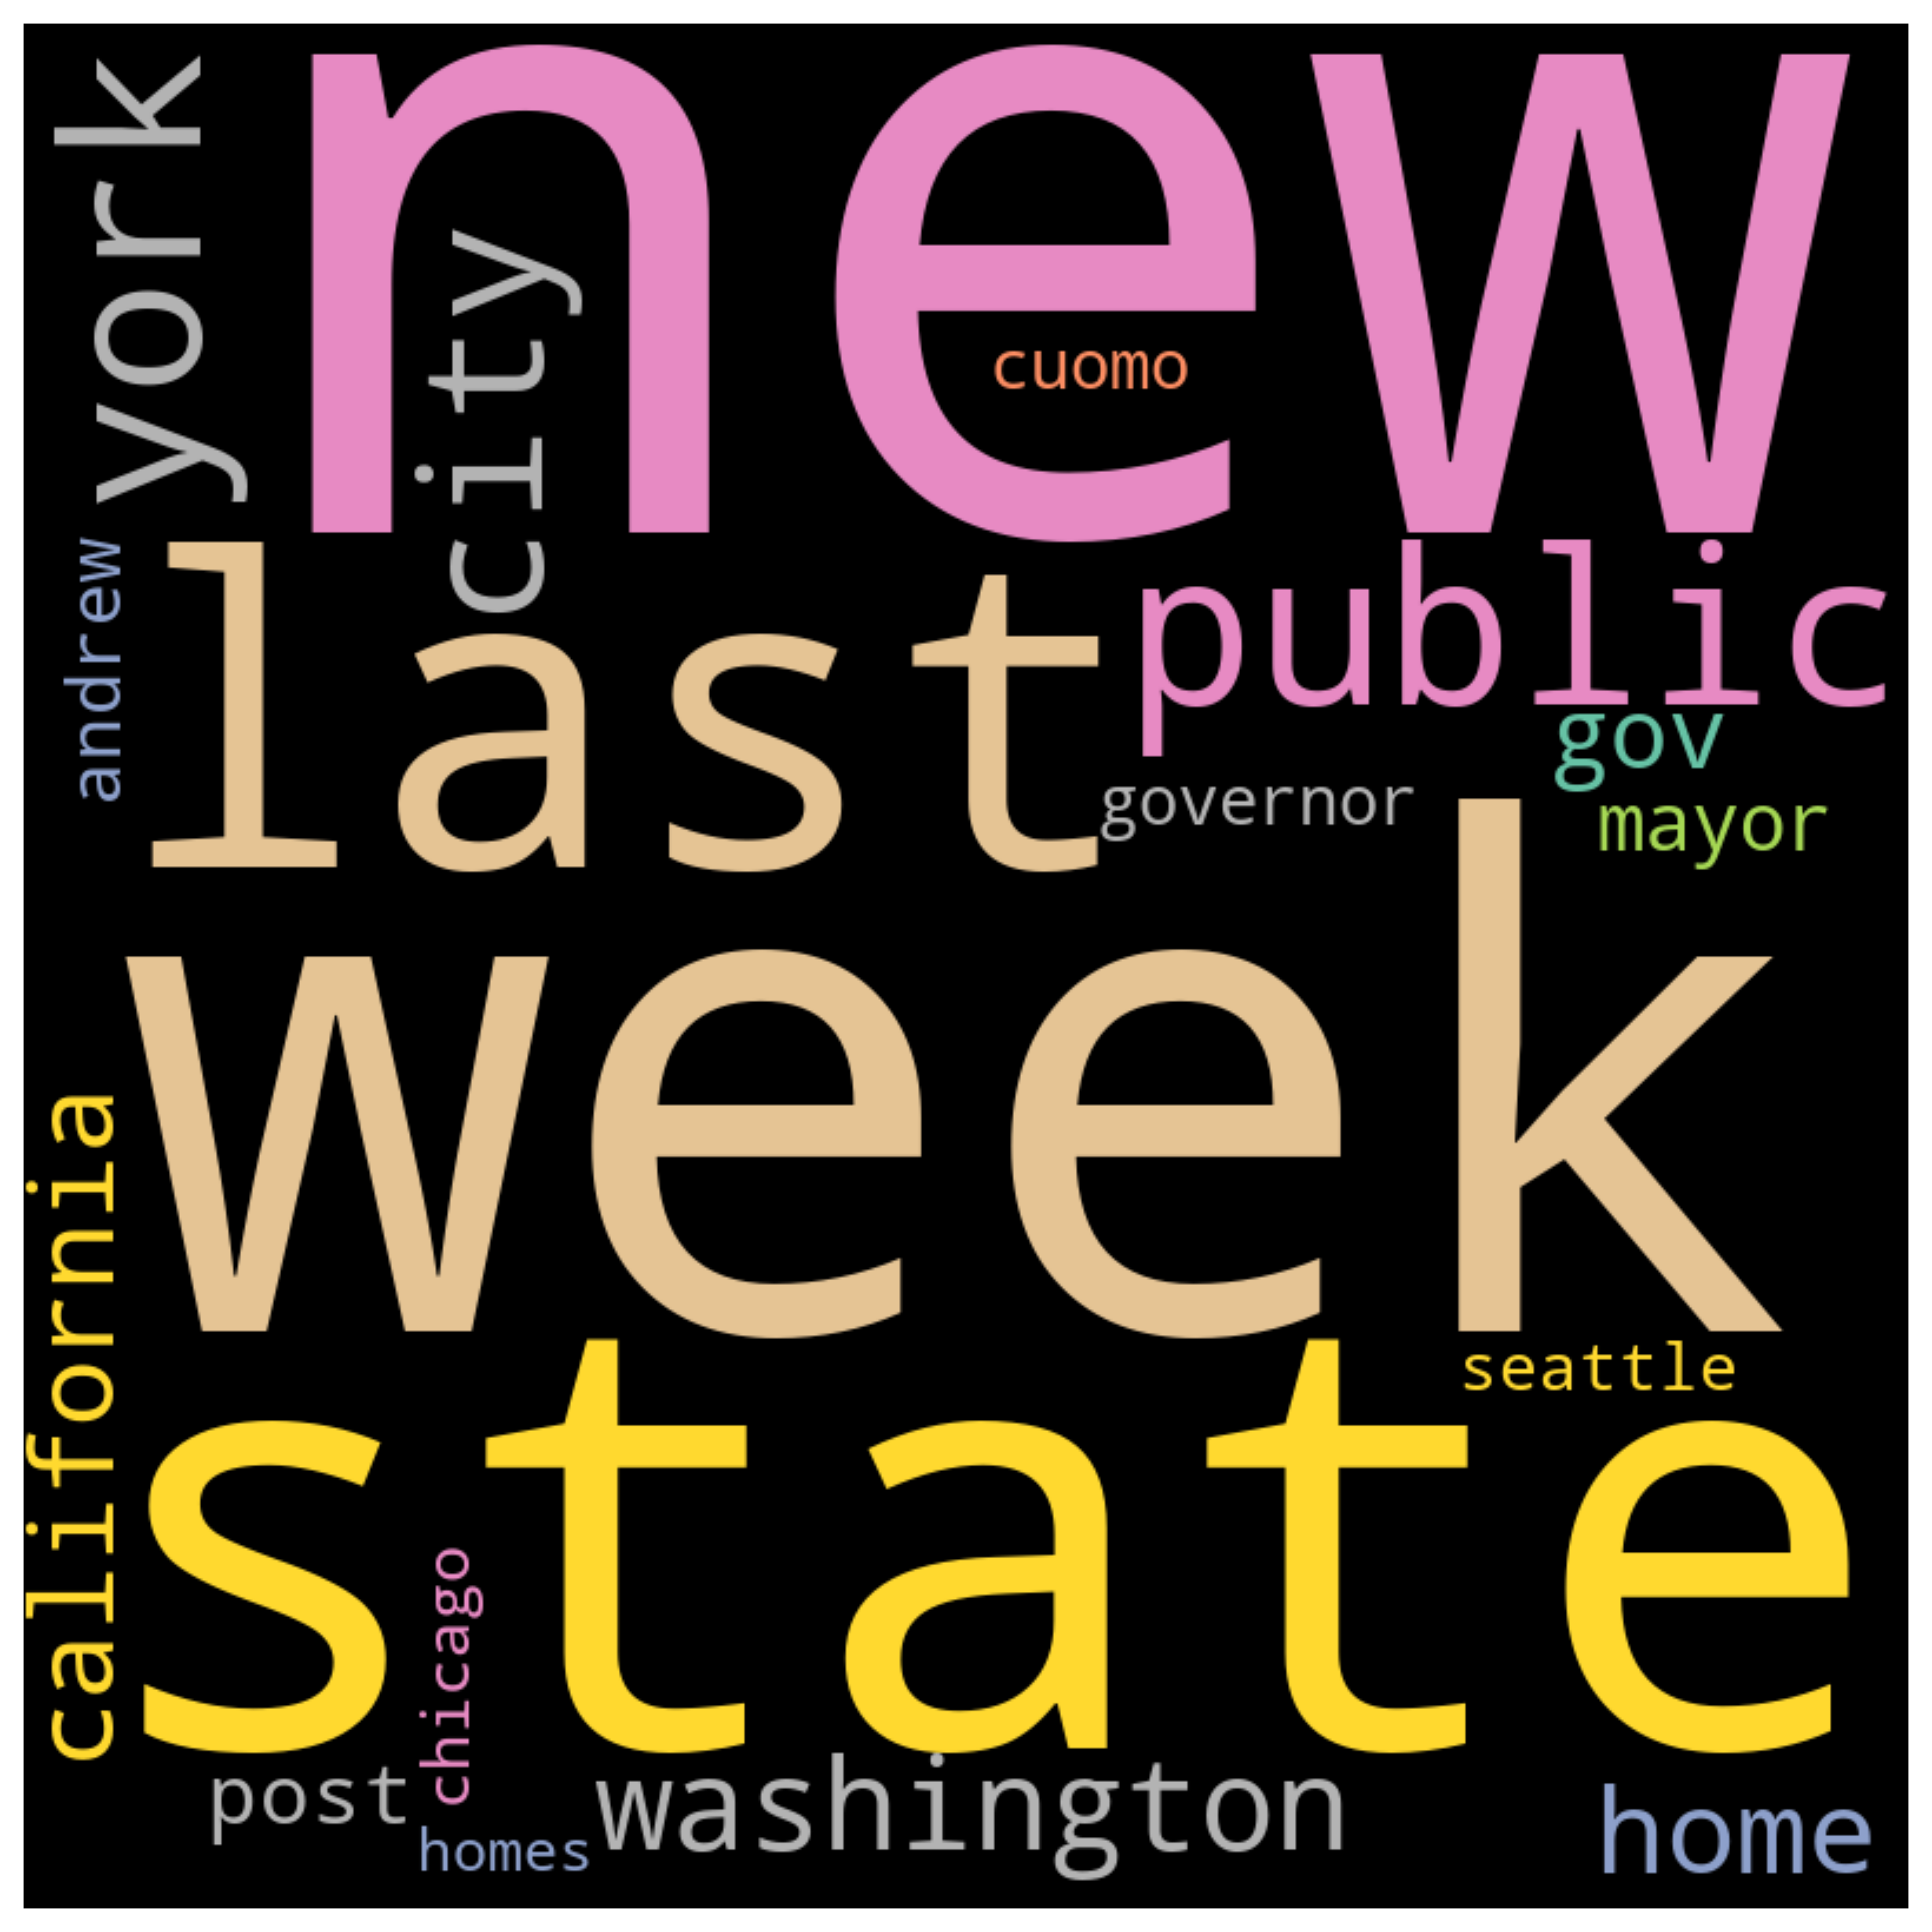 york
new
city
cuomo
andrew
last
public
gov
governor
mayor
week
california
seattle
state
chicago
post
washington
homes
home